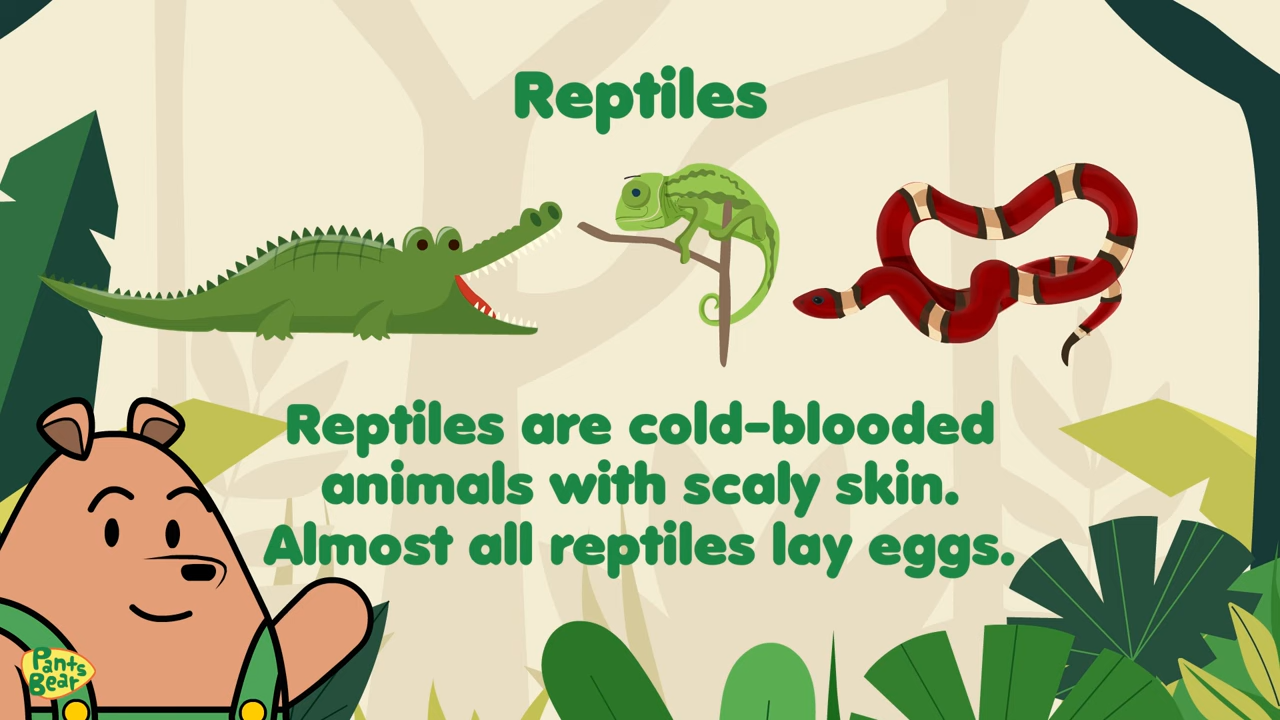 Reptiles
Reptiles are cold-blooded
animals with scaly skin.
Almost all reptiles lay eggs.
Pants
Bear